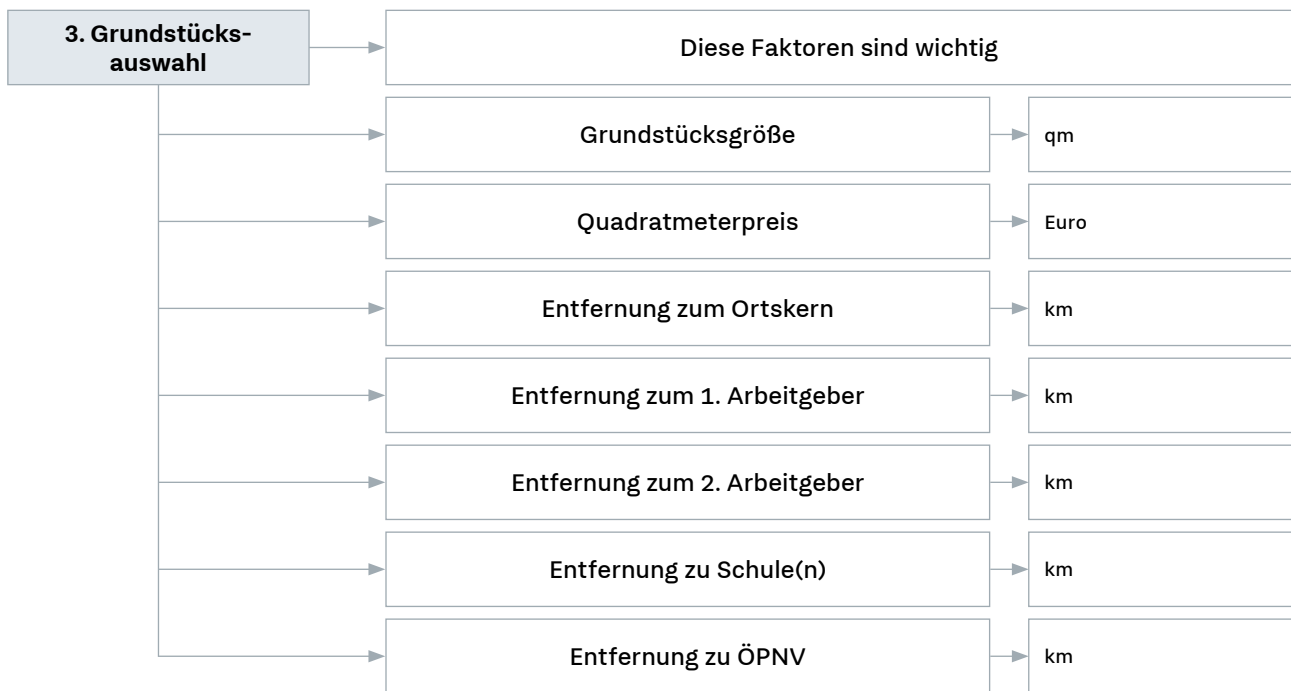 3. Grundstücks-
auswahl
Diese Faktoren sind wichtig
Grundstücksgröße
qm
Quadratmeterpreis
Euro
Entfernung zum Ortskern
km
Entfernung zum 1. Arbeitgeber
km
Entfernung zum 2. Arbeitgeber
km
Entfernung zu Schule(n)
km
Entfernung zu ÖPNV
km